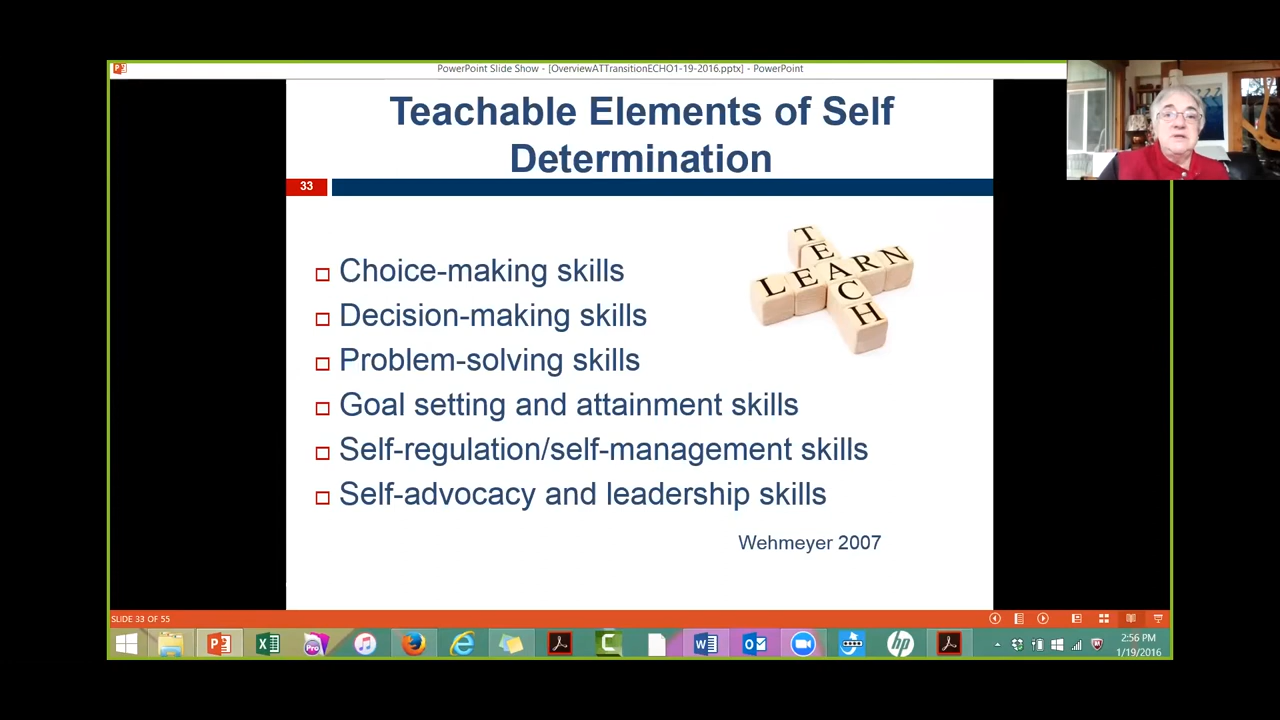 PowerPoint Slide Show - [OverviewATTransitionECHO1-19-2016.pptx] - PowerPoint
Teachable Elements of Self
Determination
33
TEACH
LEARN
Choice-making skills
Decision-making skills
Problem-solving skills
Goal setting and attainment skills
Self-regulation/self-management skills
Self-advocacy and leadership skills
Wehmeyer 2007
SLIDE 33 OF 55
Pro
hp
2:56 PM
1/19/2016